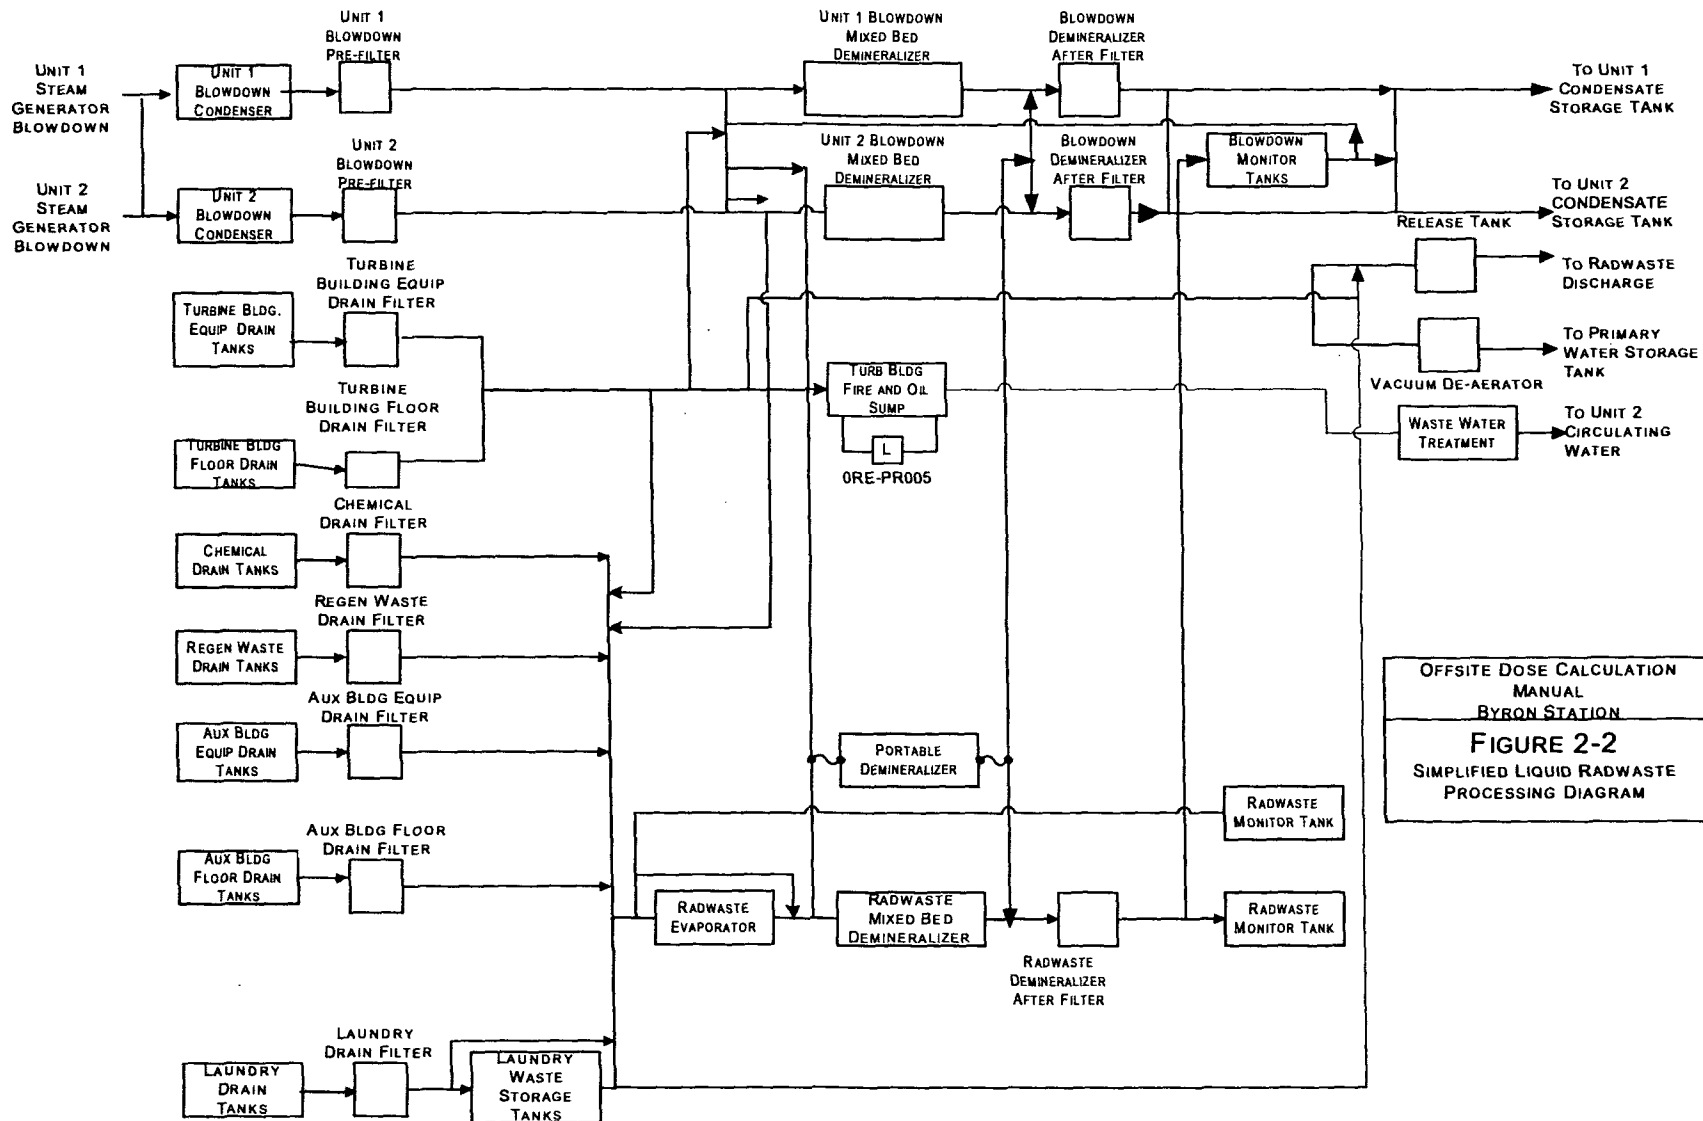 UNIT 1
STEAM
GENERATOR
BLOWDOWN
UNIT 1
BLOWDOWN
CONDENSER
UNIT 1
BLOWDOWN
PRE-FILTER
UNIT 1 BLOWDOWN
MIXED BED
DEMINERALIZER
BLOWDOWN
DEMINERALIZER
AFTER FILTER
TO UNIT 1
CONDENSATE
STORAGE TANK
UNIT 2
STEAM
GENERATOR
BLOWDOWN
UNIT 2
BLOWDOWN
CONDENSER
UNIT 2
BLOWDOWN
PRE-FILTER
UNIT 2 BLOWDOWN
MIXED BED
DEMINERALIZER
BLOWDOWN
DEMINERALIZER
AFTER FILTER
BLOWDOWN
MONITOR
TANKS
TO UNIT 2
CONDENSATE
STORAGE TANK
RELEASE TANK
TO RADWASTE
DISCHARGE
TURBINE BLDG.
EQUIP DRAIN
TANKS
TURBINE
BUILDING EQUIP
DRAIN FILTER
TO PRIMARY
WATER STORAGE
TANK
VACUUM DE-AERATOR
TURBINE
BUILDING FLOOR
DRAIN FILTER
TURB BLDG
FIRE AND OIL
SUMP
L
0RE-PR005
WASTE WATER
TREATMENT
TO UNIT 2
CIRCULATING
WATER
TURBINE BLDG
FLOOR DRAIN
TANKS
CHEMICAL
DRAIN FILTER
CHEMICAL
DRAIN TANKS
REGEN WASTE
DRAIN FILTER
REGEN WASTE
DRAIN TANKS
AUX BLDG EQUIP
DRAIN FILTER
AUX BLDG
EQUIP DRAIN
TANKS
PORTABLE
DEMINERALIZER
RADWASTE
MONITOR TANK
AUX BLDG FLOOR
DRAIN FILTER
AUX BLDG
FLOOR DRAIN
TANKS
RADWASTE
EVAPORATOR
RADWASTE
MIXED BED
DEMINERALIZER
RADWASTE
DEMINERALIZER
AFTER FILTER
RADWASTE
MONITOR TANK
LAUNDRY
DRAIN FILTER
LAUNDRY
DRAIN
TANKS
LAUNDRY
WASTE
STORAGE
TANKS
OFFSITE DOSE CALCULATION
MANUAL
BYRON STATION
FIGURE 2-2
SIMPLIFIED LIQUID RADWASTE
PROCESSING DIAGRAM